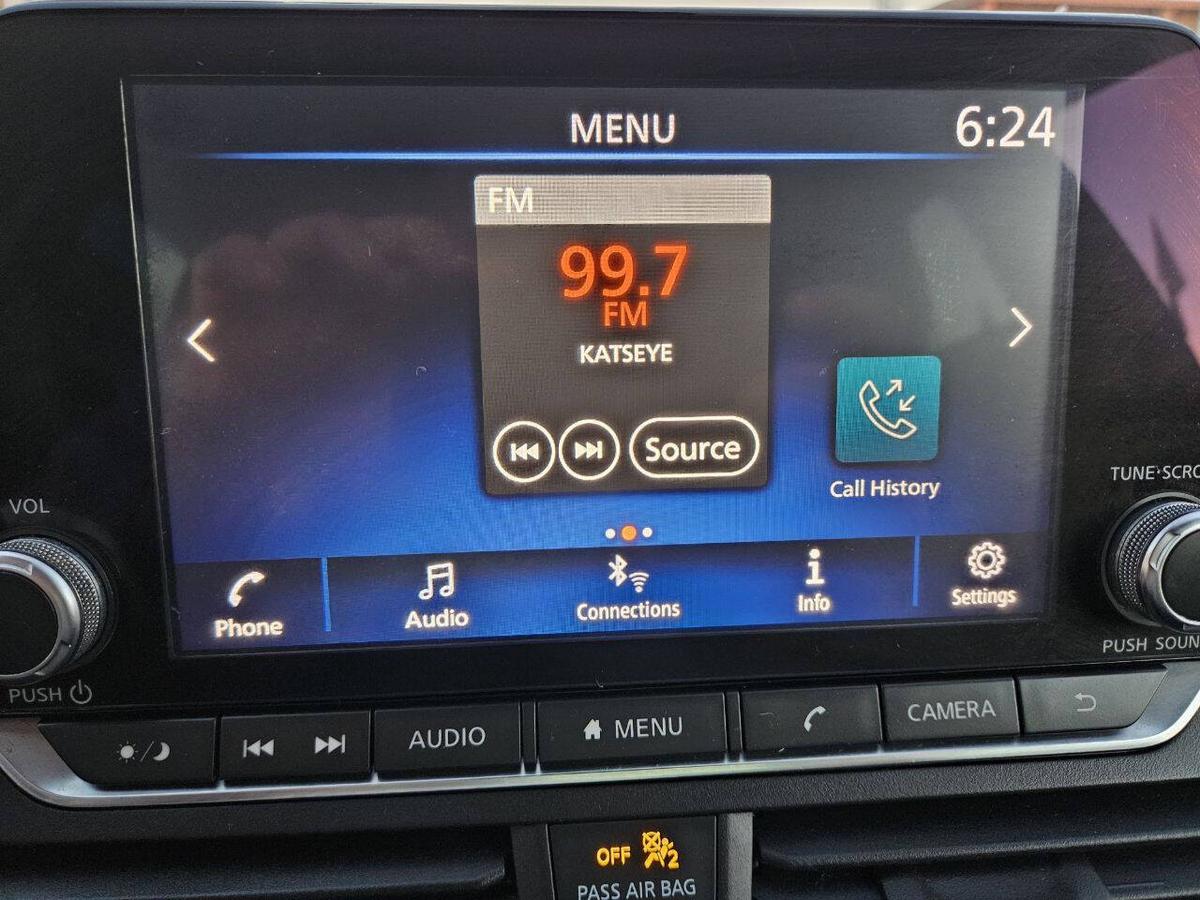 MENU
6:24
FM
99.7
FM
KATSEYE
Source
Call History
VOL
TUNE·SCRO
Phone
Audio
Connections
Info
Settings
PUSH
PUSH SOUN
AUDIO
MENU
CAMERA
OFF 2
PASS AIR BAG